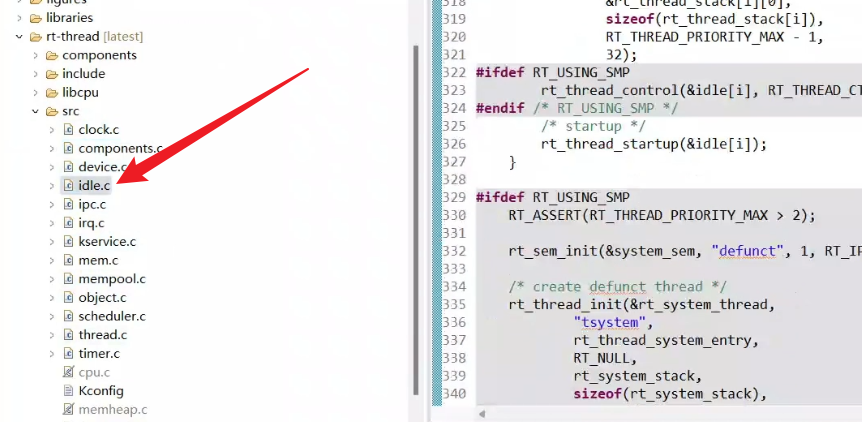 figures
libraries
rt-thread [latest]
components
include
libcpu
src
clock.c
components.c
device.c
idle.c
ipc.c
irq.c
kservice.c
mem.c
mempool.c
object.c
scheduler.c
thread.c
timer.c
cpu.c
Kconfig
memheap.c
318 &rt_thread_stack[i][0],
319 sizeof(rt_thread_stack[i]),
320 RT_THREAD_PRIORITY_MAX - 1,
321 32);
322 #ifdef RT_USING_SMP
323 rt_thread_control(&idle[i], RT_THREAD_CT
324 #endif /* RT_USING_SMP */
325 /* startup */
326 rt_thread_startup(&idle[i]);
327 }
328
329 #ifdef RT_USING_SMP
330 RT_ASSERT(RT_THREAD_PRIORITY_MAX > 2);
331
332 rt_sem_init(&system_sem, "defunct", 1, RT_IP
333
334 /* create defunct thread */
335 rt_thread_init(&rt_system_thread,
336 "tsystem",
337 rt_thread_system_entry,
338 RT_NULL,
339 rt_system_stack,
340 sizeof(rt_system_stack),